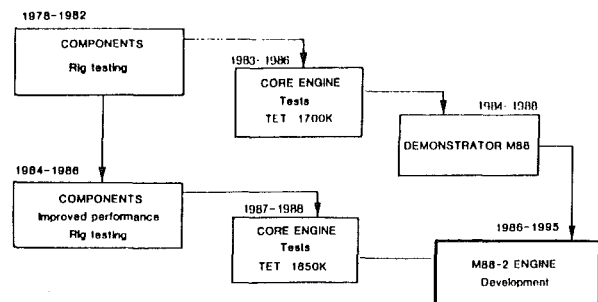 1978-1982
COMPONENTS
Rig testing
1983-1986
CORE ENGINE
Tests
TET 1700K
1984-1988
DEMONSTRATOR M88
1984-1986
COMPONENTS
Improved performance
Rig testing
1987-1988
CORE ENGINE
Tests
TET 1850K
1986-1995
M88-2 ENGINE
Development